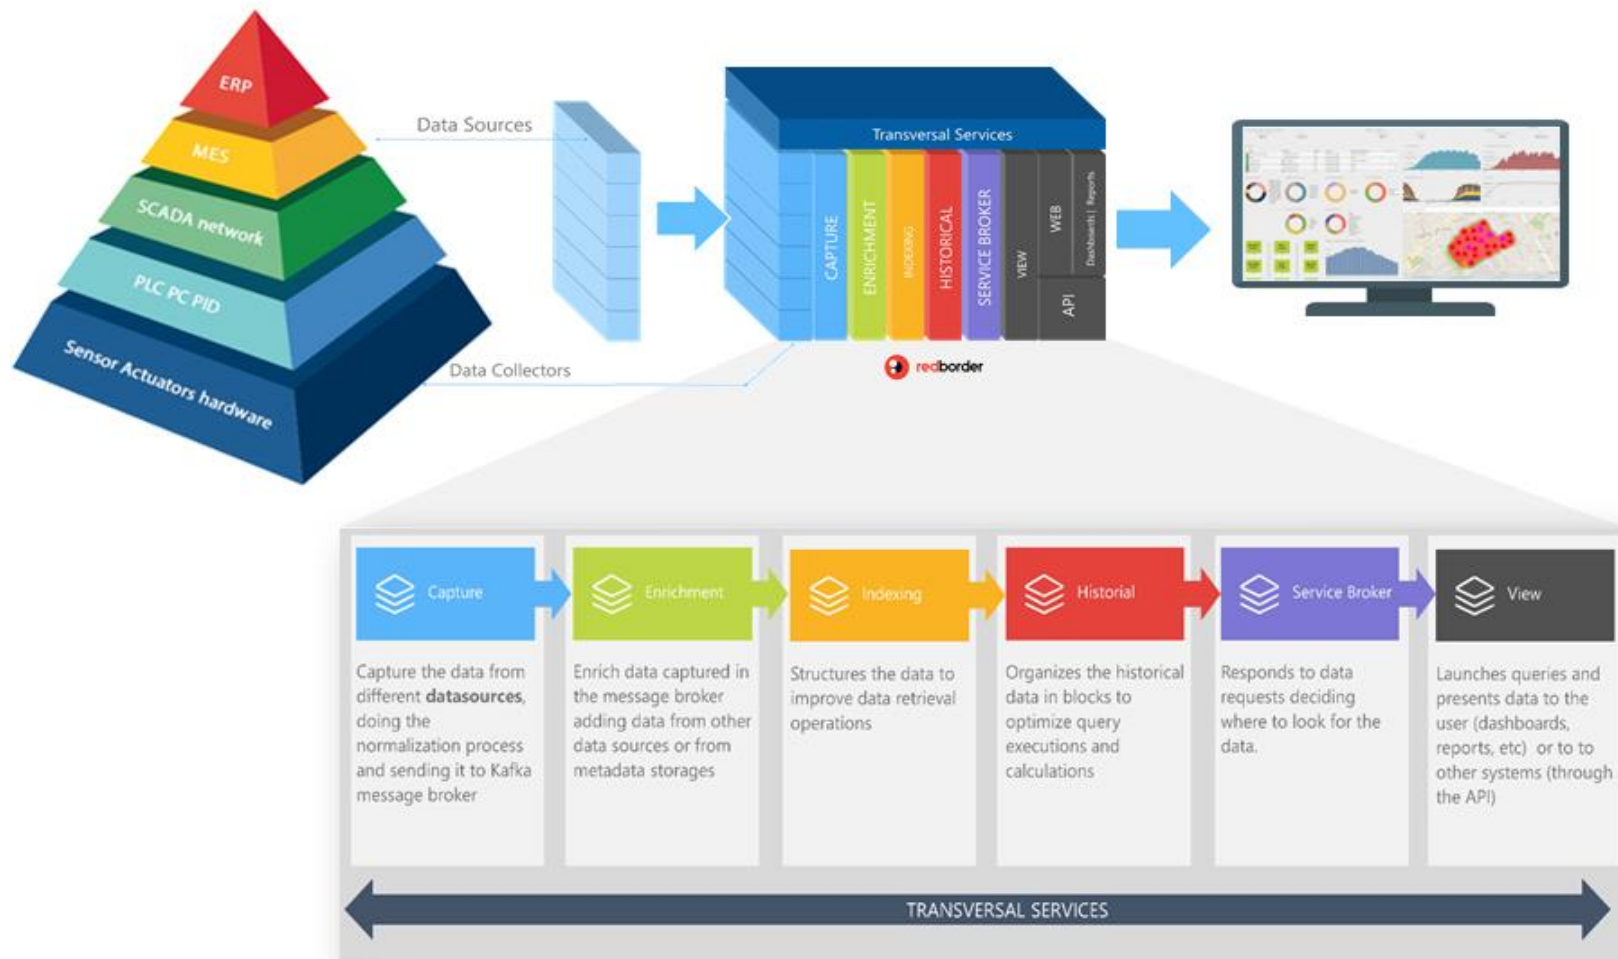 ERP
MES
SCADA network
PLC PC PID
Sensor Actuators hardware
Data Sources
Data Collectors
Transversal Services
CAPTURE
ENRICHMENT
INDEXING
HISTORICAL
SERVICE BROKER
VIEW
WEB
API
Dashboards | Reports
redborder
Capture
Capture the data from
different datasources,
doing the
normalization process
and sending it to Kafka
message broker
Enrichment
Enrich data captured in
the message broker
adding data from other
data sources or from
metadata storages
Indexing
Structures the data to
improve data retrieval
operations
Historial
Organizes the historical
data in blocks to
optimize query
executions and
calculations
Service Broker
Responds to data
requests deciding
where to look for the
data.
View
Launches queries and
presents data to the
user (dashboards,
reports, etc) or to to
other systems (through
the API)
TRANSVERSAL SERVICES